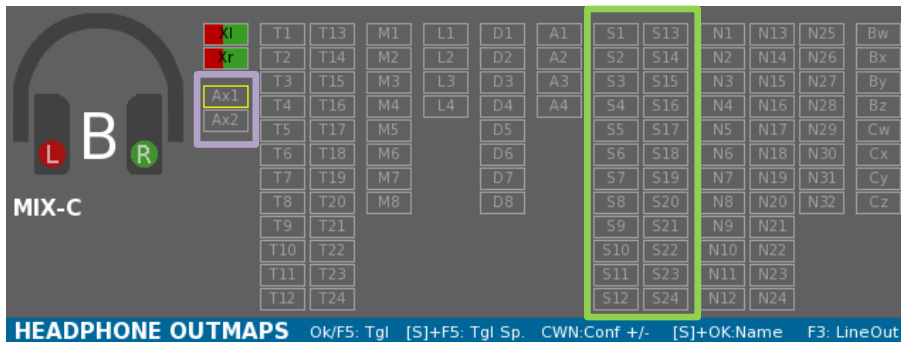 Xl T1 T13 M1 L1 D1 A1 S1 S13 N1 N13 N25 Bw
Xr T2 T14 M2 L2 D2 A2 S2 S14 N2 N14 N26 Bx
T3 T15 M3 L3 D3 A3 S3 S15 N3 N15 N27 By
Ax1 T4 T16 M4 L4 D4 A4 S4 S16 N4 N16 N28 Bz
Ax2 T5 T17 M5 D5 S5 S17 N5 N17 N29 Cw
B
L R T6 T18 M6 D6 S6 S18 N6 N18 N30 Cx
T7 T19 M7 D7 S7 S19 N7 N19 N31 Cy
MIX-C T8 T20 M8 D8 S8 S20 N8 N20 N32 Cz
T9 T21 S9 S21 N9 N21
T10 T22 S10 S22 N10 N22
T11 T23 S11 S23 N11 N23
T12 T24 S12 S24 N12 N24
HEADPHONE OUTMAPS Ok/F5: Tgl [S]+F5: Tgl Sp. CWN:Conf +/- [S]+OK:Name F3: LineOut